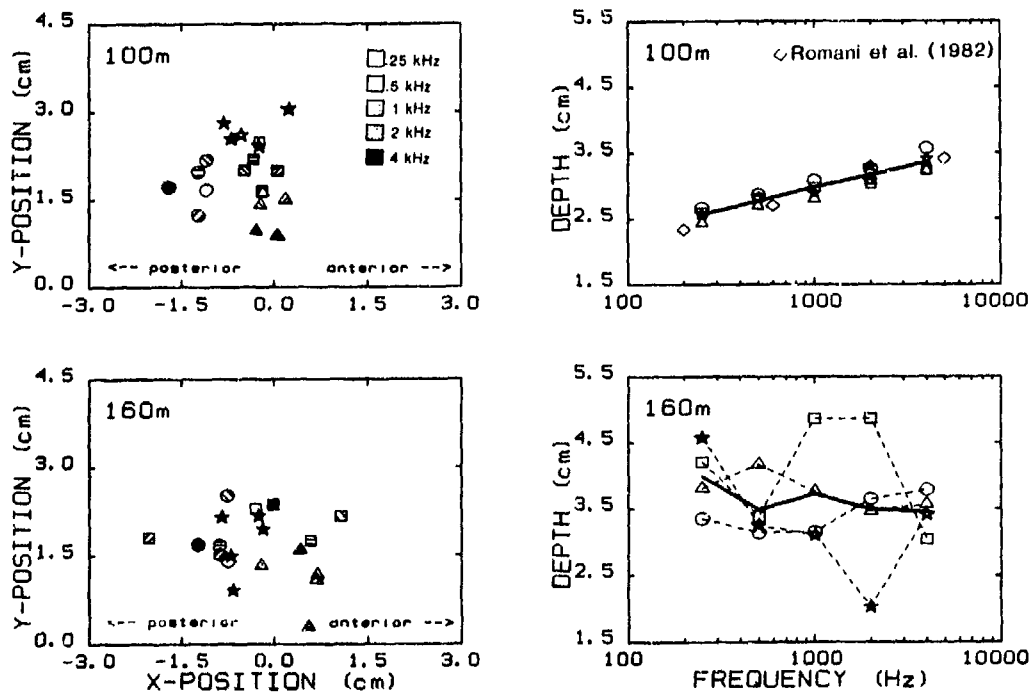 4.5
100m
.25 kHz
.5 kHz
1 kHz
2 kHz
4 kHz
3.0
1.5
0.0
Y-POSITION (cm)
<-- posterior
anterior -->
-3.0 -1.5 0.0 1.5 3.0
5.5
100m
◇ Romani et al. (1982)
4.5
3.5
2.5
1.5
DEPTH (cm)
100 1000 10000
4.5
160m
3.0
1.5
0.0
Y-POSITION (cm)
<-- posterior
anterior -->
-3.0 -1.5 0.0 1.5 3.0
X-POSITION (cm)
5.5
160m
4.5
3.5
2.5
1.5
DEPTH (cm)
100 1000 10000
FREQUENCY (Hz)